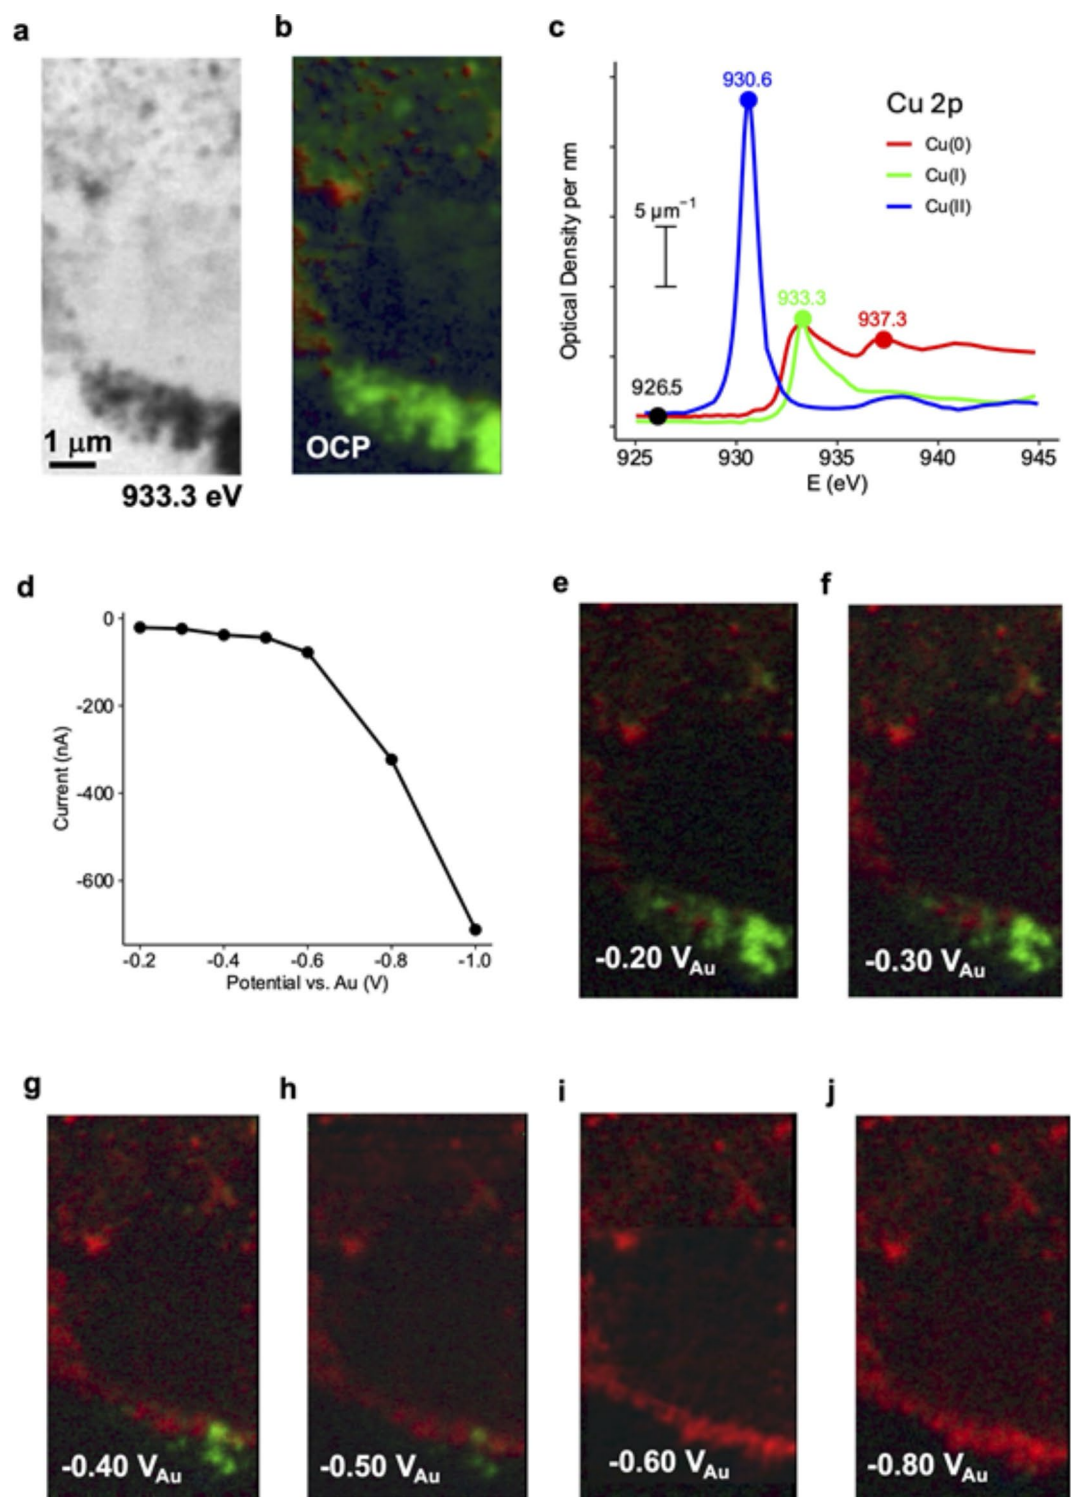 a
b
c
1 μm
933.3 eV
OCP
930.6
Cu 2p
Cu(0)
Cu(I)
Cu(II)
5 μm⁻¹
933.3
937.3
926.5
Optical Density per nm
925
930
935
940
945
E (eV)
d
0
-200
-400
-600
Current (nA)
-0.2
-0.4
-0.6
-0.8
-1.0
Potential vs. Au (V)
e
f
-0.20 VAu
-0.30 VAu
g
h
i
j
-0.40 VAu
-0.50 VAu
-0.60 VAu
-0.80 VAu